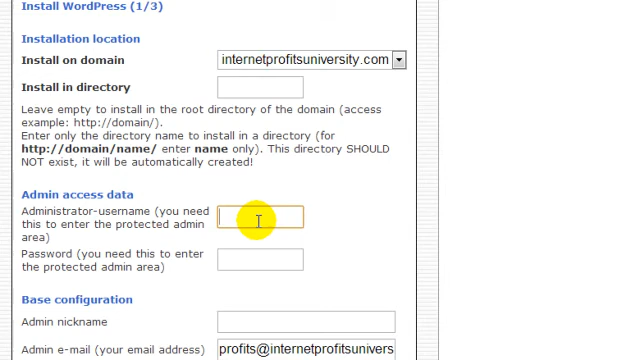 Install WordPress (1/3)
Installation location
Install on domain internetprofitsuniversity.com
Install in directory
Leave empty to install in the root directory of the domain (access
example: http://domain/).
Enter only the directory name to install in a directory (for
http://domain/name/ enter name only). This directory SHOULD
NOT exist, it will be automatically created!
Admin access data
Administrator-username (you need
this to enter the protected admin
area)
Password (you need this to enter
the protected admin area)
Base configuration
Admin nickname
Admin e-mail (your email address) profits@internetprofitsunivers